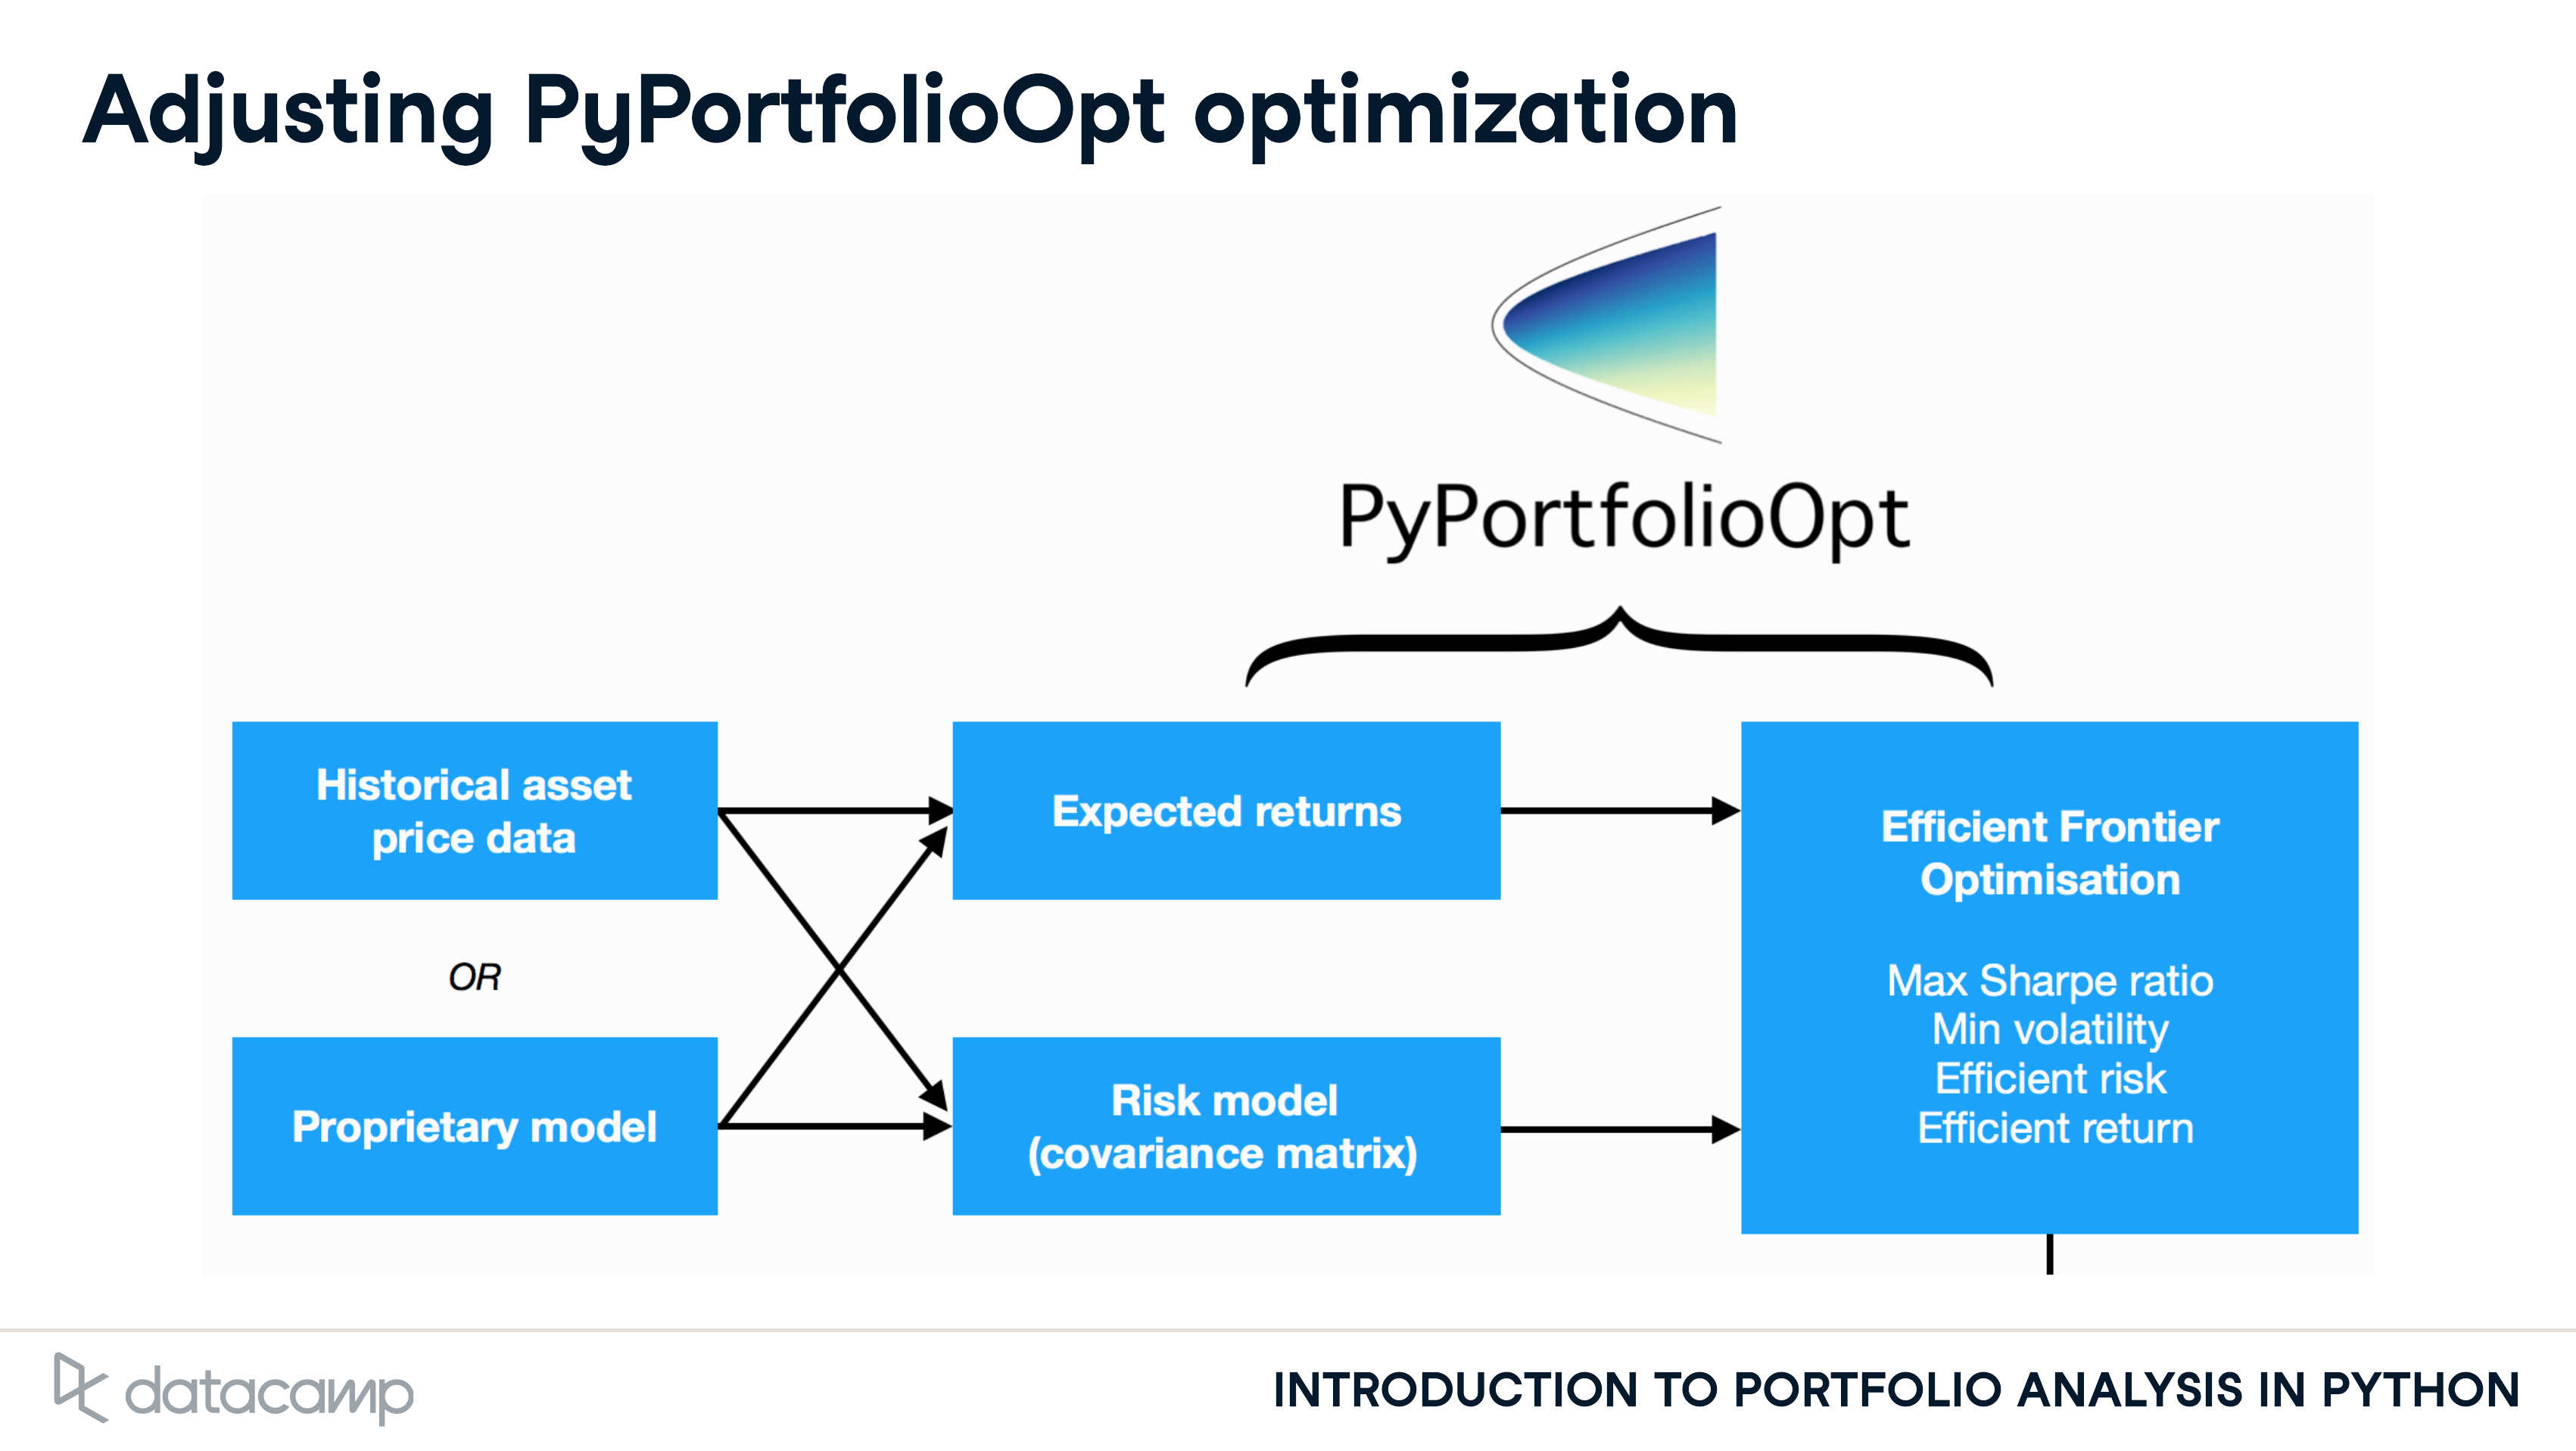 Adjusting PyPortfolioOpt optimization
PyPortfolioOpt
Historical asset
price data
OR
Proprietary model
Expected returns
Risk model
(covariance matrix)
Efficient Frontier
Optimisation
Max Sharpe ratio
Min volatility
Efficient risk
Efficient return
datacamp
INTRODUCTION TO PORTFOLIO ANALYSIS IN PYTHON